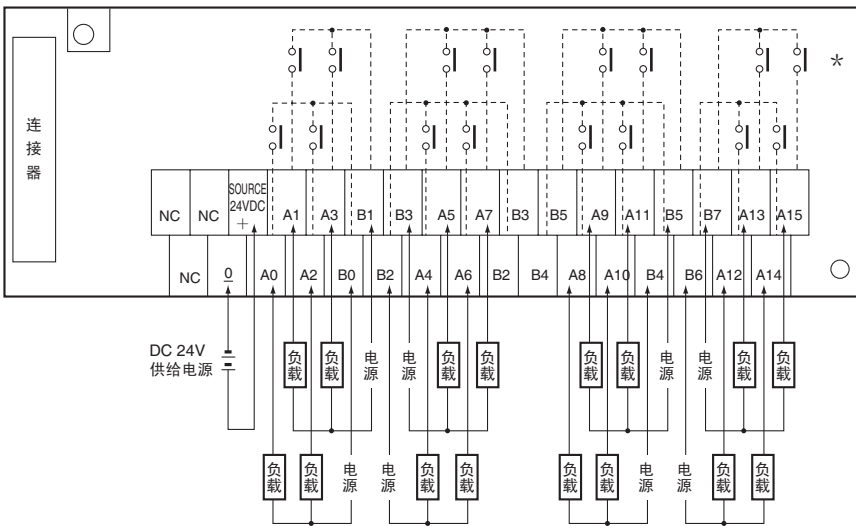 *
连接器
NC NC SOURCE 24VDC + A1 A3 B1 B3 A5 A7 B3 B5 A9 A11 B5 B7 A13 A15
NC 0 A0 A2 B0 B2 A4 A6 B2 B4 A8 A10 B4 B6 A12 A14
DC 24V
供给电源
负载 负载 电源 电源 负载 负载 负载 负载 电源 电源 负载 负载
负载 负载 电源 电源 负载 负载 负载 负载 电源 电源 负载 负载